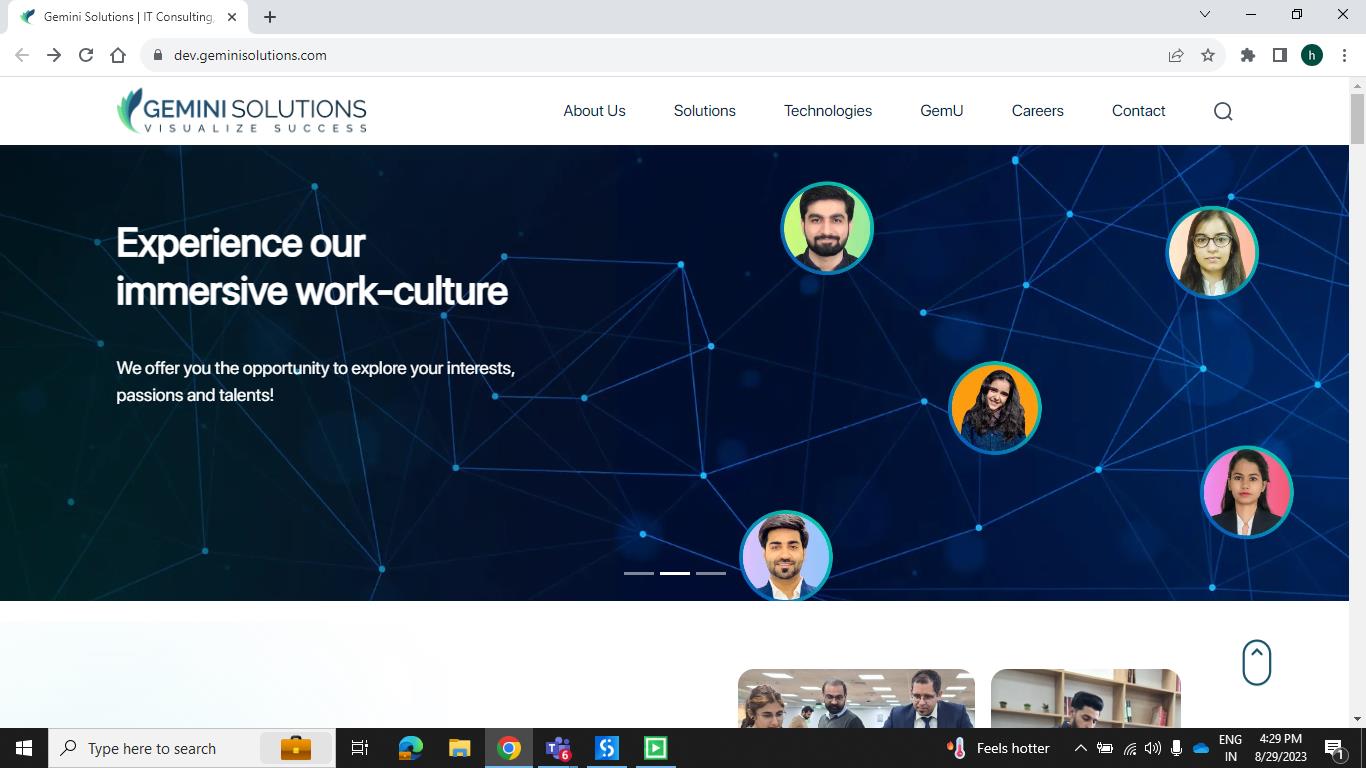 Gemini Solutions | IT Consulting,
dev.geminisolutions.com
h
GEMINI SOLUTIONS
VISUALIZE SUCCESS
About Us
Solutions
Technologies
GemU
Careers
Contact
Experience our
immersive work-culture
We offer you the opportunity to explore your interests,
passions and talents!
Type here to search
6
Feels hotter
ENG
IN
4:29 PM
8/29/2023
1